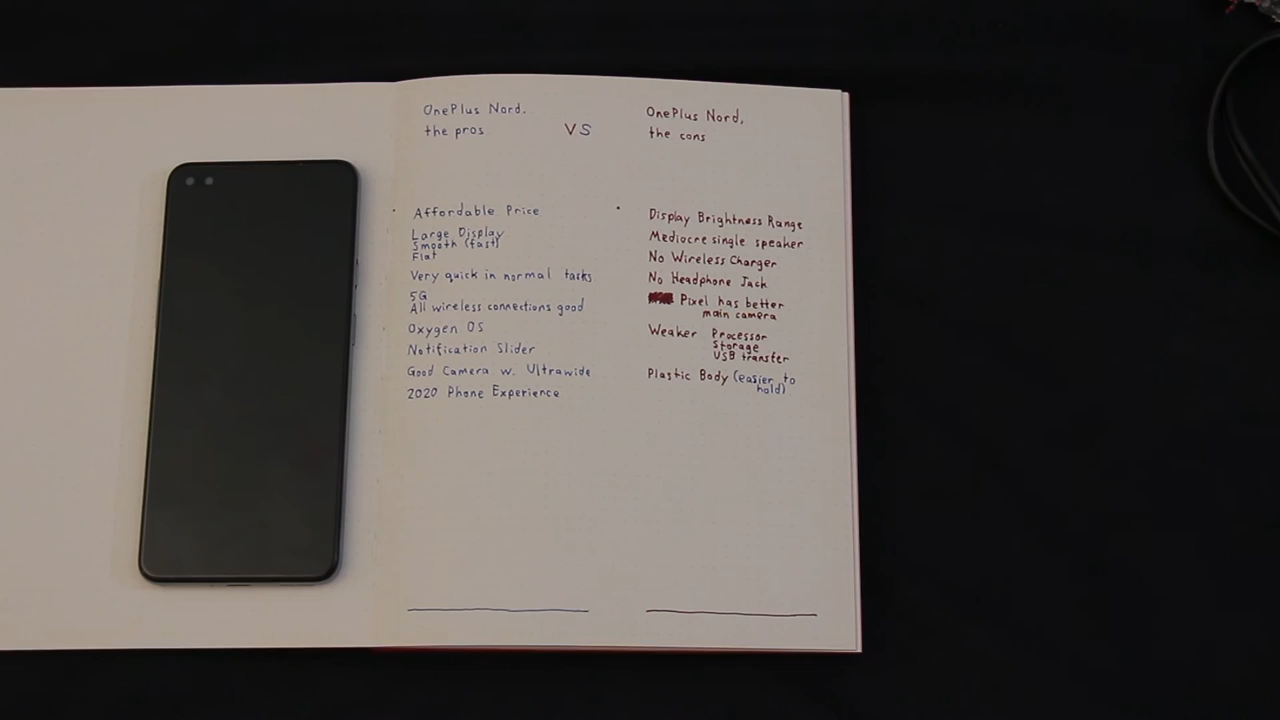 OnePlus Nord,
the pros
VS
OnePlus Nord,
the cons
Affordable Price
Large Display
Smooth (fast)
Flat
Very quick in normal tasks
5G
All wireless connections good
Oxygen OS
Notification Slider
Good Camera w. Ultrawide
2020 Phone Experience
Display Brightness Range
Mediocre single speaker
No Wireless Charger
No Headphone Jack
Pixel has better
main camera
Weaker Processor
Storage
USB transfer
Plastic Body (easier to
hold)